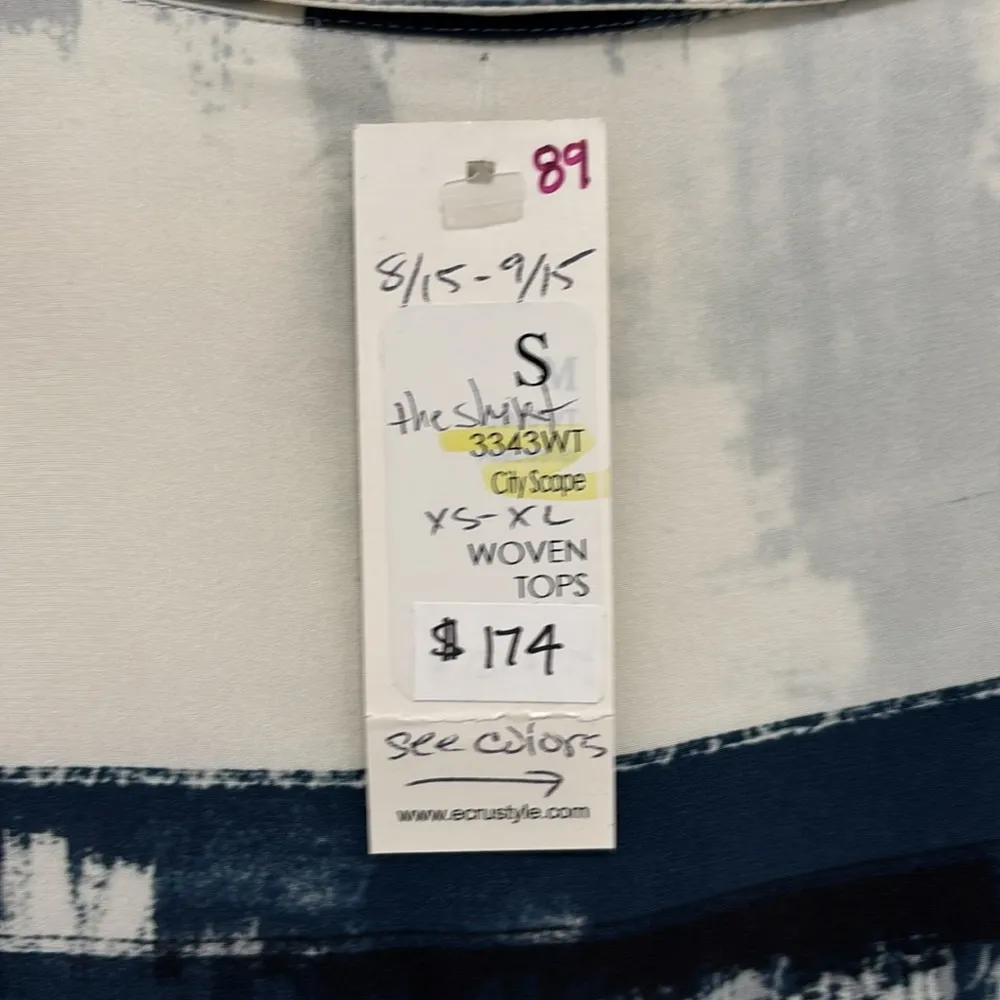 89
8/15 - 9/15
S
M
the shirt
3343WT
City Scape
XS-XL
WOVEN
TOPS
$ 174
see colors
www.ecrustyle.com